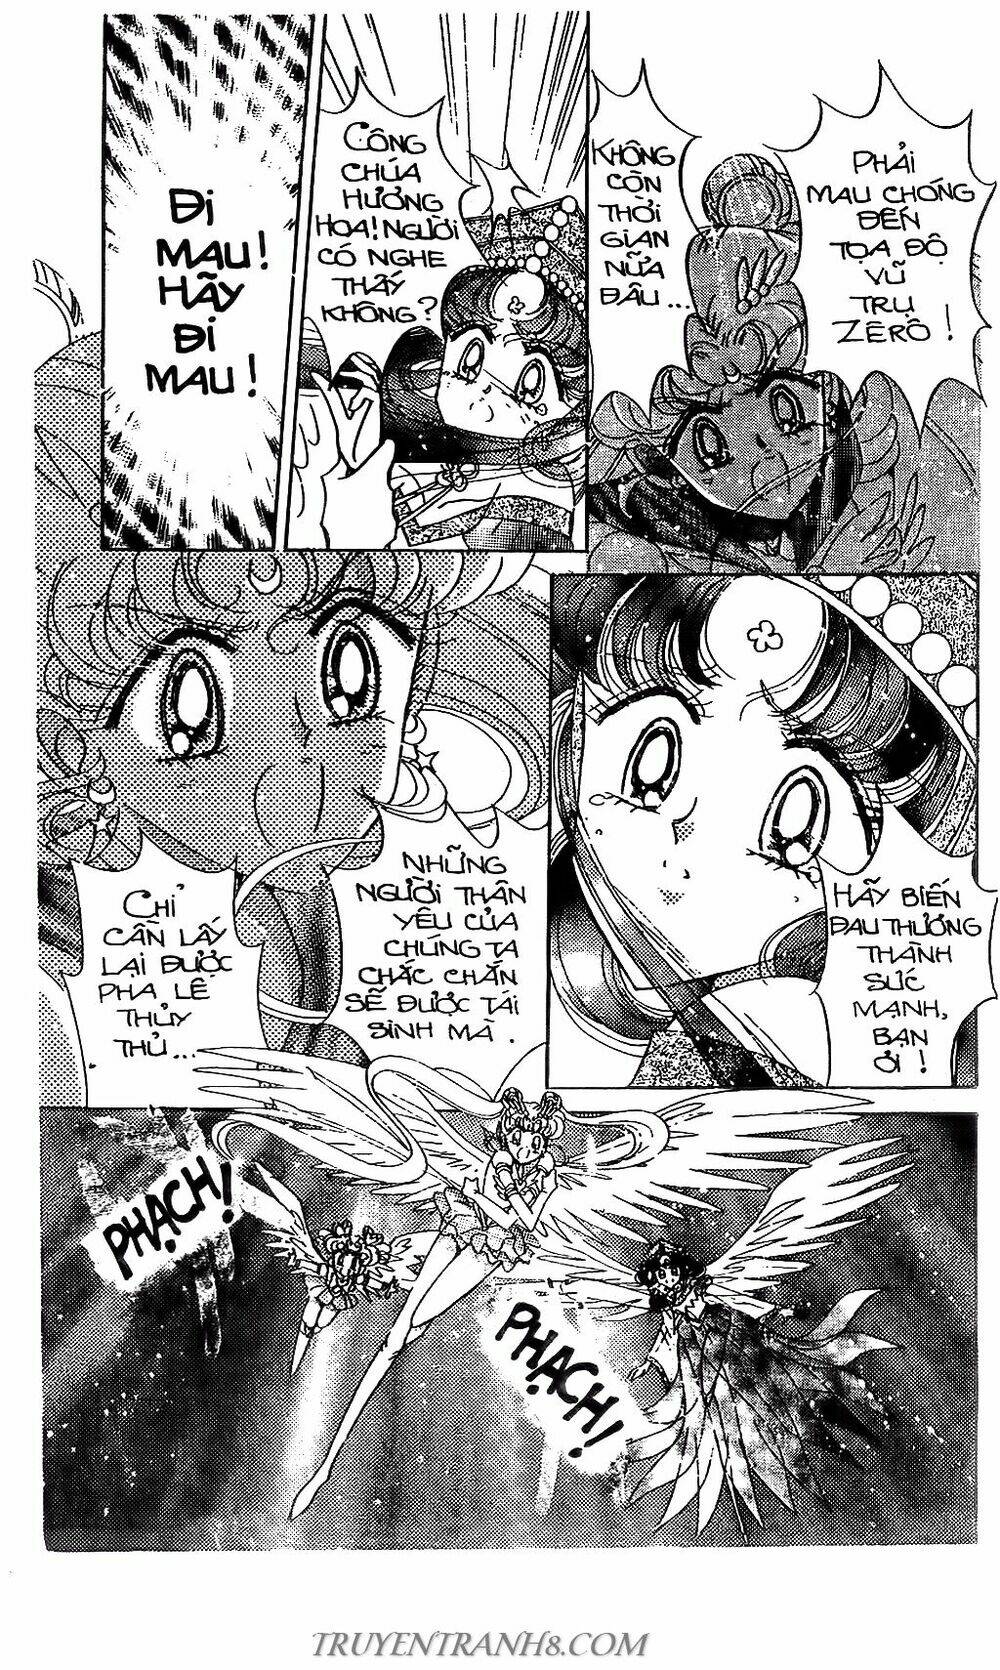 PHẢI
MAU CHÓNG
ĐẾN
TỌA ĐỘ
VŨ
TRỤ
ZÊRÔ !
KHÔNG
CÒN
THỜI
GIAN
NỮA
ĐÂU...
CÔNG
CHÚA
HƯƠNG
HOA! NGƯỜI
CÓ NGHE
THẤY
KHÔNG?
ĐI
MAU!
HÃY
ĐI
MAU!
HÃY BIẾN
ĐAU THƯƠNG
THÀNH
SỨC
MẠNH,
BẠN
ƠI !
NHỮNG
NGƯỜI THÂN
YÊU CỦA
CHÚNG TA
CHẮC CHẮN
SẼ ĐƯỢC TÁI
SINH MÀ.
CHỈ
CẦN LẤY
LẠI ĐƯỢC
PHA LÊ
THỦY
THỦ...
PHẠCH!
PHẠCH!
TRUYENTRANH8.COM